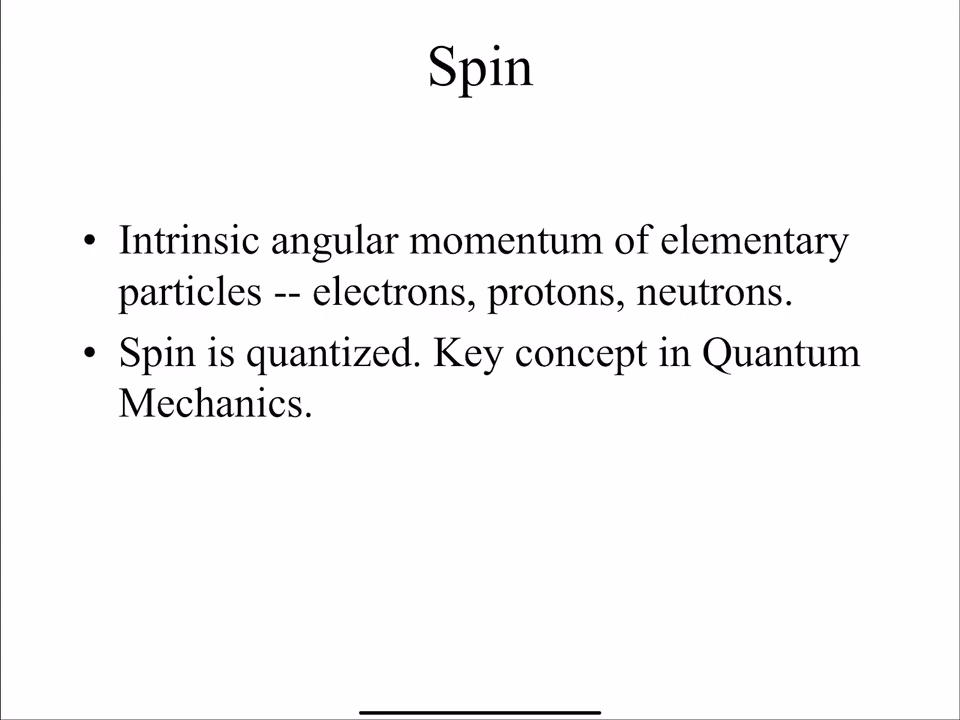 Spin
• Intrinsic angular momentum of elementary
particles -- electrons, protons, neutrons.
• Spin is quantized. Key concept in Quantum
Mechanics.